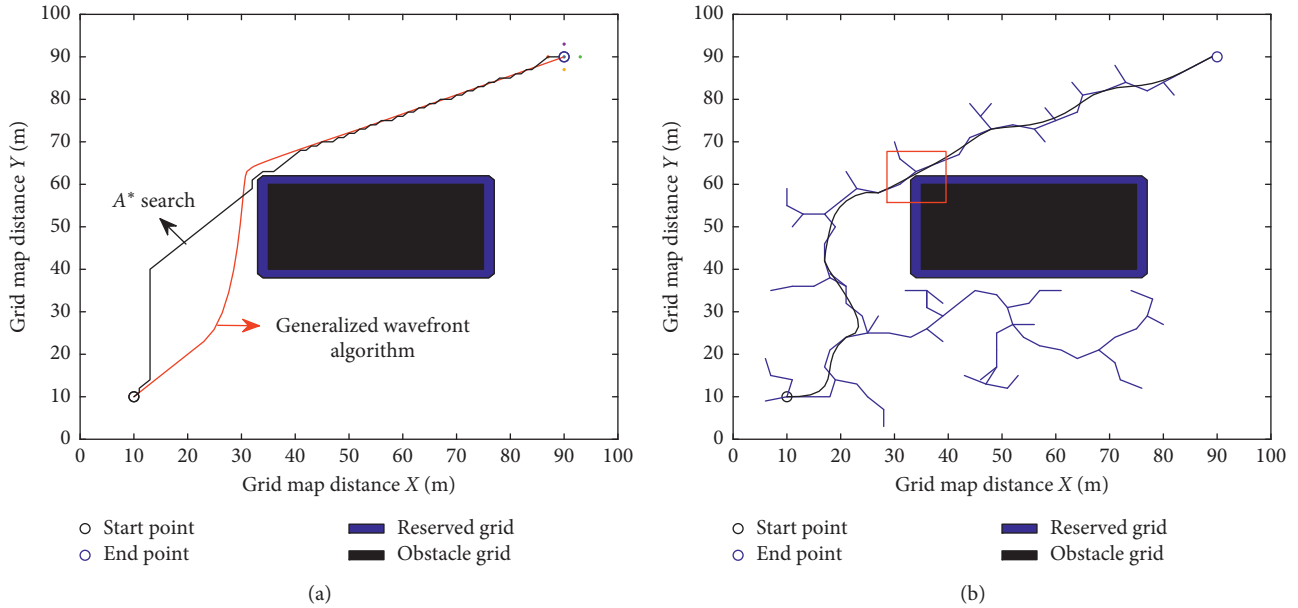 100
90
80
70
60
50
40
30
20
10
0
Grid map distance Y (m)
A* search
Generalized wavefront
algorithm
0 10 20 30 40 50 60 70 80 90 100
Grid map distance X (m)
Start point
End point
Reserved grid
Obstacle grid
(a)
100
90
80
70
60
50
40
30
20
10
0
Grid map distance Y (m)
0 10 20 30 40 50 60 70 80 90 100
Grid map distance X (m)
Start point
End point
Reserved grid
Obstacle grid
(b)